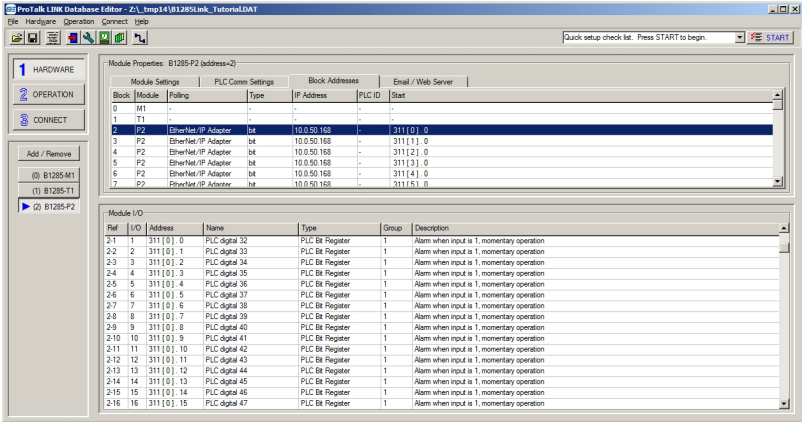 ProTalk LINK Database Editor - Z:\_tmp14\B1285Link_Tutorial.DAT
File Hardware Operation Connect Help
Quick setup check list. Press START to begin. START
1 HARDWARE
2 OPERATION
3 CONNECT
Add / Remove
(0) B1285-M1
(1) B1285-T1
(2) B1285-P2
Module Properties: B1285-P2 (address=2)
Module Settings PLC Comm Settings Block Addresses Email / Web Server
Block Module Polling Type IP Address PLC ID Start
0 M1 - - - - -
1 T1 - - - - -
2 P2 EtherNet/IP Adapter bit 10.0.50.168 - 311 [ 0 ] . 0
3 P2 EtherNet/IP Adapter bit 10.0.50.168 - 311 [ 1 ] . 0
4 P2 EtherNet/IP Adapter bit 10.0.50.168 - 311 [ 2 ] . 0
5 P2 EtherNet/IP Adapter bit 10.0.50.168 - 311 [ 3 ] . 0
6 P2 EtherNet/IP Adapter bit 10.0.50.168 - 311 [ 4 ] . 0
7 P2 EtherNet/IP Adapter bit 10.0.50.168 - 311 [ 5 ] . 0
Module I/O
Ref I/O Address Name Type Group Description
2-1 1 311 [ 0 ] . 0 PLC digital 32 PLC Bit Register 1 Alarm when input is 1, momentary operation
2-2 2 311 [ 0 ] . 1 PLC digital 33 PLC Bit Register 1 Alarm when input is 1, momentary operation
2-3 3 311 [ 0 ] . 2 PLC digital 34 PLC Bit Register 1 Alarm when input is 1, momentary operation
2-4 4 311 [ 0 ] . 3 PLC digital 35 PLC Bit Register 1 Alarm when input is 1, momentary operation
2-5 5 311 [ 0 ] . 4 PLC digital 36 PLC Bit Register 1 Alarm when input is 1, momentary operation
2-6 6 311 [ 0 ] . 5 PLC digital 37 PLC Bit Register 1 Alarm when input is 1, momentary operation
2-7 7 311 [ 0 ] . 6 PLC digital 38 PLC Bit Register 1 Alarm when input is 1, momentary operation
2-8 8 311 [ 0 ] . 7 PLC digital 39 PLC Bit Register 1 Alarm when input is 1, momentary operation
2-9 9 311 [ 0 ] . 8 PLC digital 40 PLC Bit Register 1 Alarm when input is 1, momentary operation
2-10 10 311 [ 0 ] . 9 PLC digital 41 PLC Bit Register 1 Alarm when input is 1, momentary operation
2-11 11 311 [ 0 ] . 10 PLC digital 42 PLC Bit Register 1 Alarm when input is 1, momentary operation
2-12 12 311 [ 0 ] . 11 PLC digital 43 PLC Bit Register 1 Alarm when input is 1, momentary operation
2-13 13 311 [ 0 ] . 12 PLC digital 44 PLC Bit Register 1 Alarm when input is 1, momentary operation
2-14 14 311 [ 0 ] . 13 PLC digital 45 PLC Bit Register 1 Alarm when input is 1, momentary operation
2-15 15 311 [ 0 ] . 14 PLC digital 46 PLC Bit Register 1 Alarm when input is 1, momentary operation
2-16 16 311 [ 0 ] . 15 PLC digital 47 PLC Bit Register 1 Alarm when input is 1, momentary operation